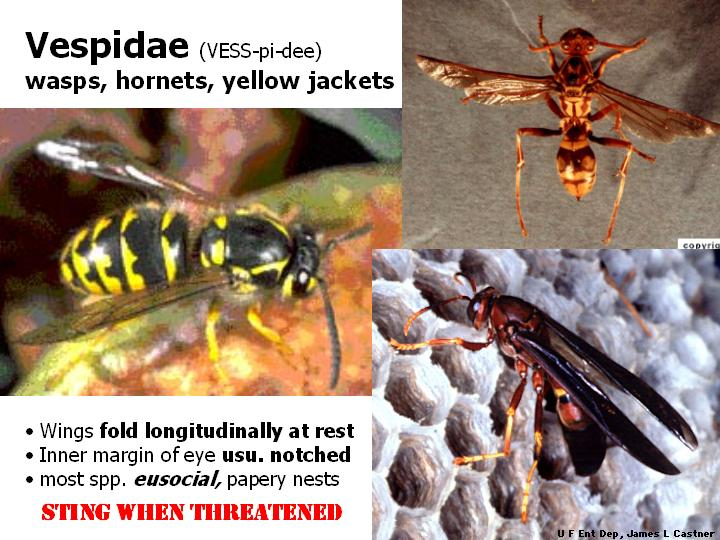 Vespidae (VESS-pi-dee)
wasps, hornets, yellow jackets
copyrig
• Wings fold longitudinally at rest
• Inner margin of eye usu. notched
• most spp. eusocial, papery nests
STING WHEN THREATENED
U F Ent Dep, James L Castner